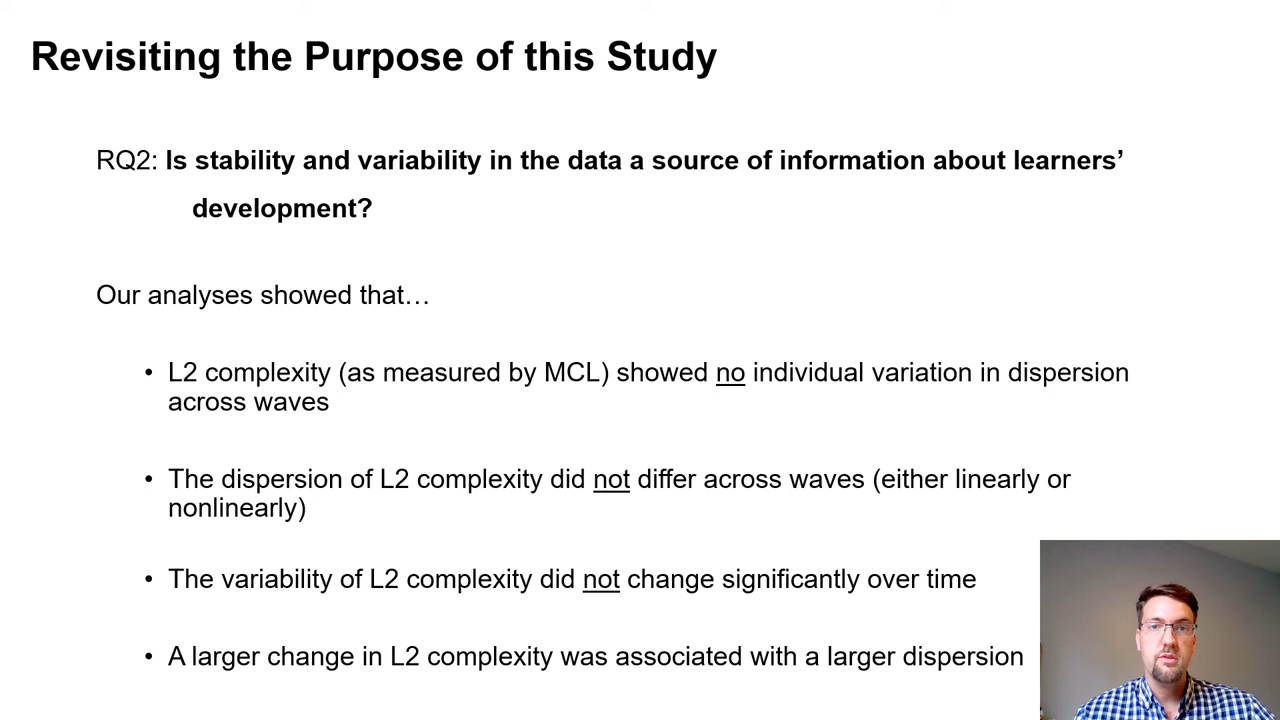 Revisiting the Purpose of this Study
RQ2: Is stability and variability in the data a source of information about learners’
development?
Our analyses showed that…
• L2 complexity (as measured by MCL) showed no individual variation in dispersion
across waves
• The dispersion of L2 complexity did not differ across waves (either linearly or
nonlinearly)
• The variability of L2 complexity did not change significantly over time
• A larger change in L2 complexity was associated with a larger dispersion